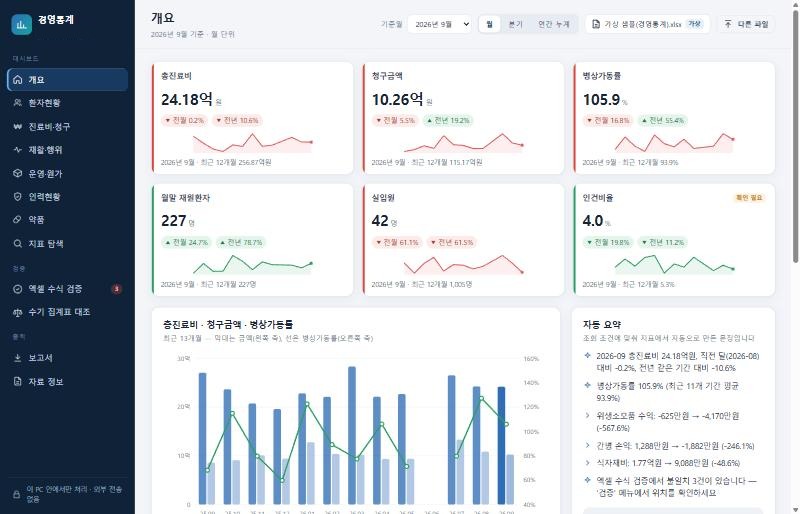 경영통계
대시보드
개요
환자현황
진료비·청구
재활·행위
운영·원가
인력현황
약품
지표 탐색
검증
엑셀 수식 검증 3
수기 집계표 대조
출력
보고서
자료 정보
이 PC 안에서만 처리 · 외부 전송
없음
개요
2026년 9월 기준 · 월 단위
기준월
2026년 9월
월 분기 연간 누계
가상 샘플(경영통계).xlsx 가상
다른 파일
총진료비
24.18억 원
▼ 전월 0.2% ▼ 전년 10.6%
2026년 9월 · 최근 12개월 256.87억원
청구금액
10.26억 원
▼ 전월 5.5% ▲ 전년 19.2%
2026년 9월 · 최근 12개월 115.17억원
병상가동률
105.9 %
▼ 전월 16.8% ▲ 전년 55.4%
2026년 9월 · 최근 12개월 93.9%
월말 재원환자
227 명
▲ 전월 24.7% ▲ 전년 78.7%
2026년 9월 · 최근 12개월 227명
실입원
42 명
▼ 전월 61.1% ▼ 전년 61.5%
2026년 9월 · 최근 12개월 1,005명
인건비율 확인 필요
4.0 %
▼ 전월 19.8% ▼ 전년 11.2%
2026년 9월 · 최근 12개월 5.3%
총진료비 · 청구금액 · 병상가동률
최근 13개월 — 막대는 금액(왼쪽 축), 선은 병상가동률(오른쪽 축)
30억
20억
10억
0
160%
140%
120%
100%
80%
60%
40%
자동 요약
조회 조건에 맞춰 지표에서 자동으로 만든 문장입니다
2026-09 총진료비 24.18억원, 직전 달(2026-08)
대비 -0.2%, 전년 같은 기간 대비 -10.6%
병상가동률 105.9% (최근 11개 기간 평균
93.9%)
위생소모품 수익: -625만원 → -4,170만원
(-567.6%)
간병 손익: 1,288만원 → -1,882만원 (-246.1%)
식자재비: 1.77억원 → 9,088만원 (-48.6%)
엑셀 수식 검증에서 불일치 3건이 있습니다 —
'검증' 메뉴에서 위치를 확인하세요